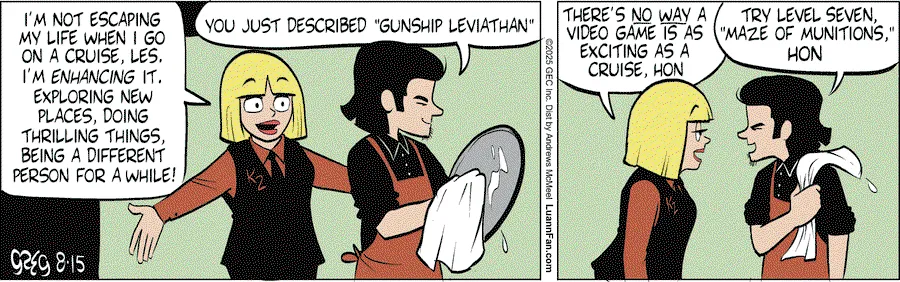 I'M NOT ESCAPING
MY LIFE WHEN I GO
ON A CRUISE, LES.
I'M ENHANCING IT.
EXPLORING NEW
PLACES, DOING
THRILLING THINGS,
BEING A DIFFERENT
PERSON FOR A WHILE!
YOU JUST DESCRIBED "GUNSHIP LEVIATHAN"
KZ
GREG 8·15
©2025 GEC Inc. Dist by Andrews McMeel LuannFan.com
THERE'S NO WAY A
VIDEO GAME IS AS
EXCITING AS A
CRUISE, HON
TRY LEVEL SEVEN,
"MAZE OF MUNITIONS,"
HON
KZ